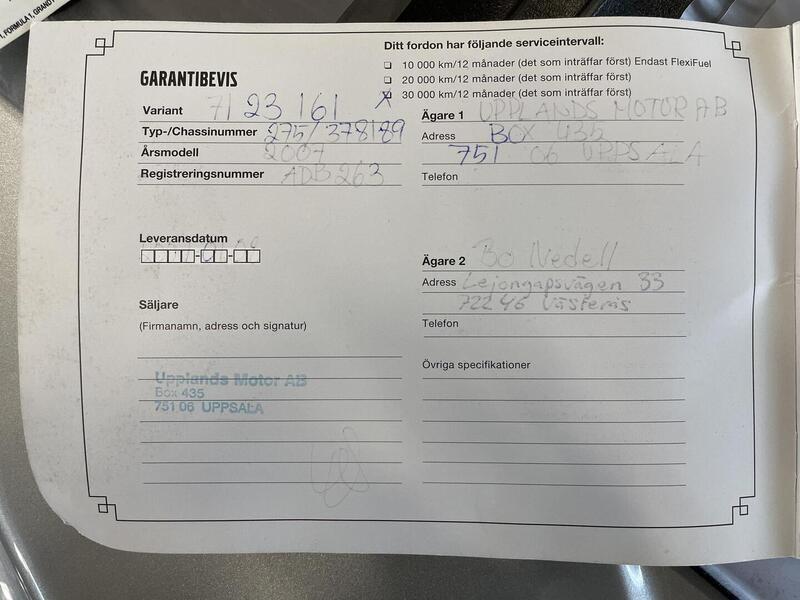 1, FORMULA 1, GRAND
Ditt fordon har följande serviceintervall:
10 000 km/12 månader (det som inträffar först) Endast FlexiFuel
20 000 km/12 månader (det som inträffar först)
X 30 000 km/12 månader (det som inträffar först)
GARANTIBEVIS
Variant 71 23 161
Typ-/Chassinummer 275/378189
Årsmodell 2007
Registreringsnummer ADB 263
Ägare 1 UPPLANDS MOTOR AB
Adress BOX 435
751 06 UPPSALA
Telefon
Leveransdatum
Säljare
(Firmanamn, adress och signatur)
Upplands Motor AB
Box 435
751 06 UPPSALA
Ägare 2 Bo Nedell
Adress Lejongapsvägen 33
722 46 Västerås
Telefon
Övriga specifikationer